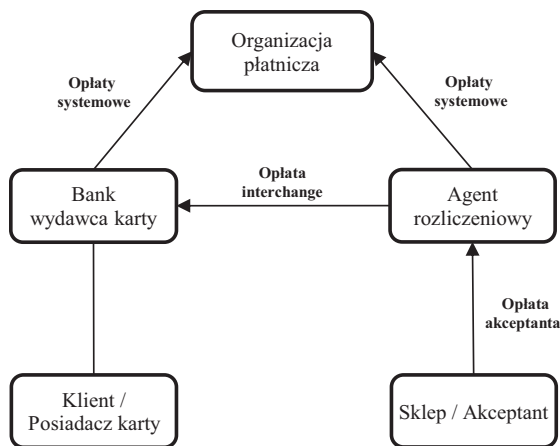 Organizacja
płatnicza
Opłaty
systemowe
Opłaty
systemowe
Bank
wydawca karty
Opłata
interchange
Agent
rozliczeniowy
Opłata
akceptanta
Klient /
Posiadacz karty
Sklep / Akceptant